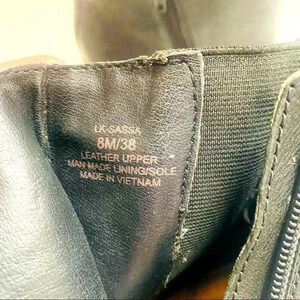 LK-SASSA
8M/38
LEATHER UPPER
MAN MADE LINING/SOLE
MADE IN VIETNAM